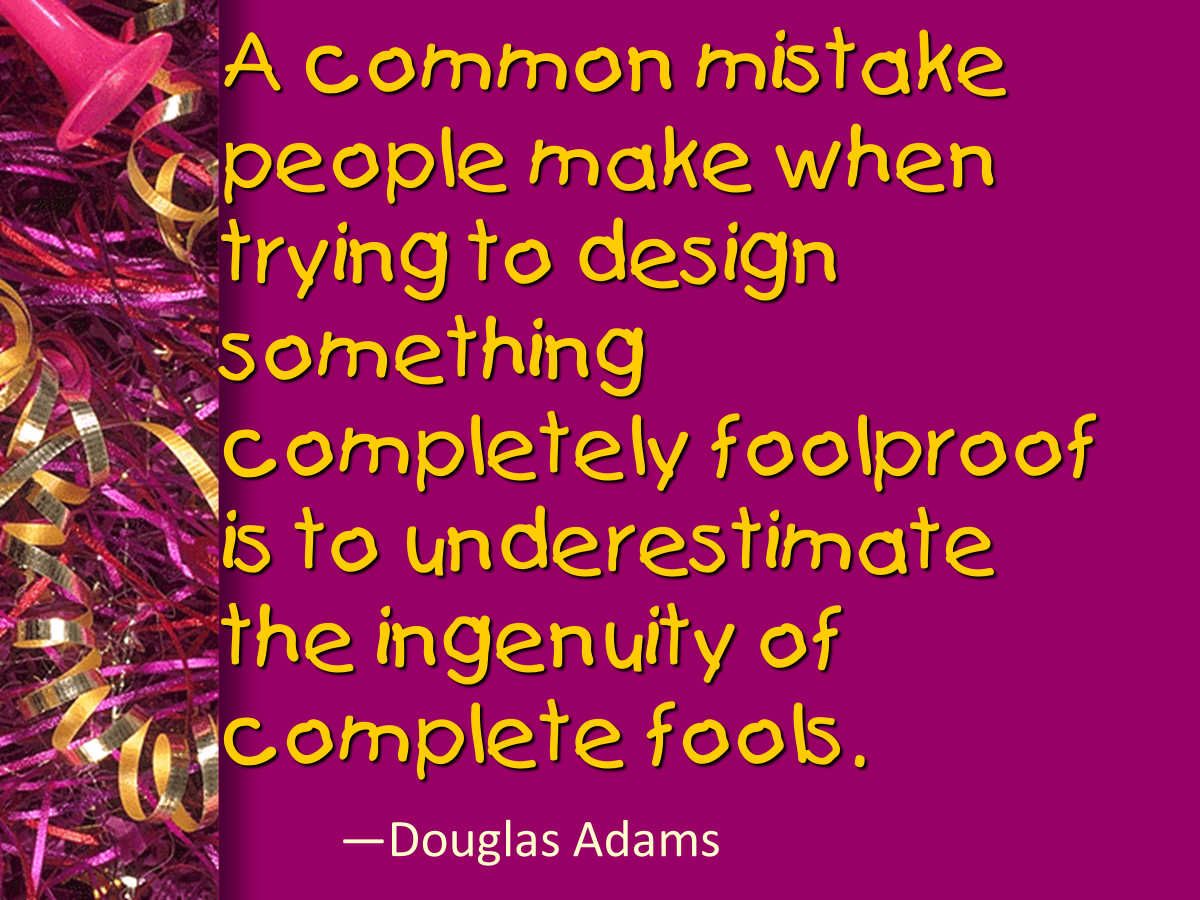 A common mistake
people make when
trying to design
something
completely foolproof
is to underestimate
the ingenuity of
complete fools.
—Douglas Adams